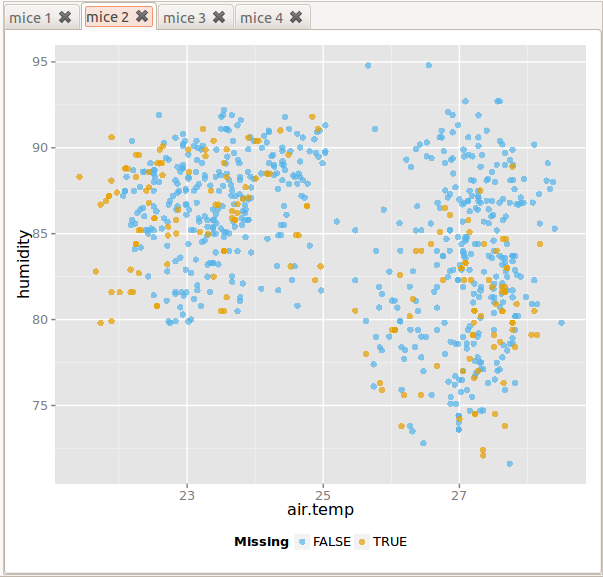 mice 1 ✖ mice 2 ✖ mice 3 ✖ mice 4 ✖
95
90
85
80
75
humidity
23 25 27
air.temp
Missing FALSE TRUE